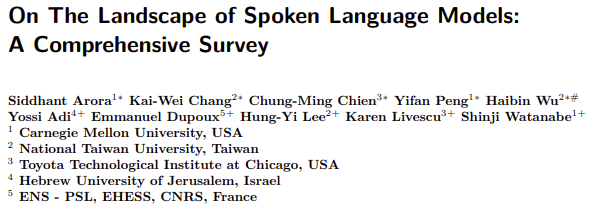 On The Landscape of Spoken Language Models:
A Comprehensive Survey
Siddhant Arora¹* Kai-Wei Chang²* Chung-Ming Chien³* Yifan Peng¹* Haibin Wu²*#
Yossi Adi⁴⁺ Emmanuel Dupoux⁵⁺ Hung-Yi Lee²⁺ Karen Livescu³⁺ Shinji Watanabe¹⁺
¹ Carnegie Mellon University, USA
² National Taiwan University, Taiwan
³ Toyota Technological Institute at Chicago, USA
⁴ Hebrew University of Jerusalem, Israel
⁵ ENS - PSL, EHESS, CNRS, France